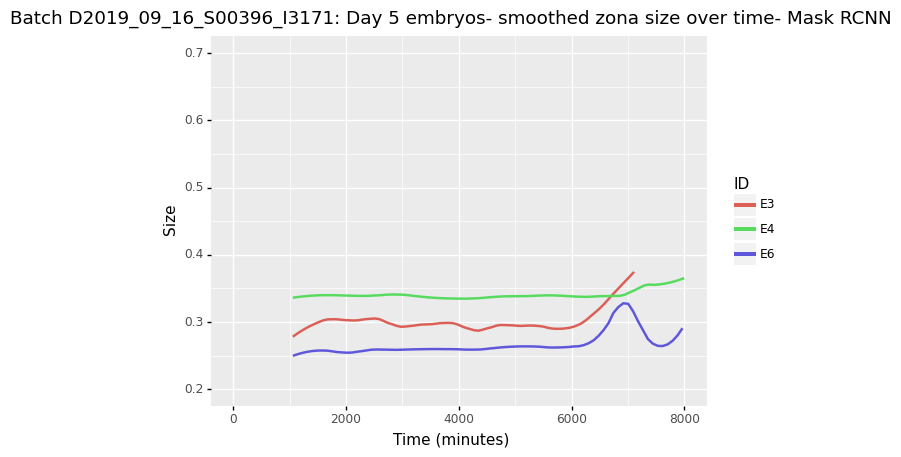 Batch D2019_09_16_S00396_I3171: Day 5 embryos- smoothed zona size over time- Mask RCNN
0.7
0.6
0.5
0.4
0.3
0.2
Size
0 2000 4000 6000 8000
Time (minutes)
ID
E3
E4
E6